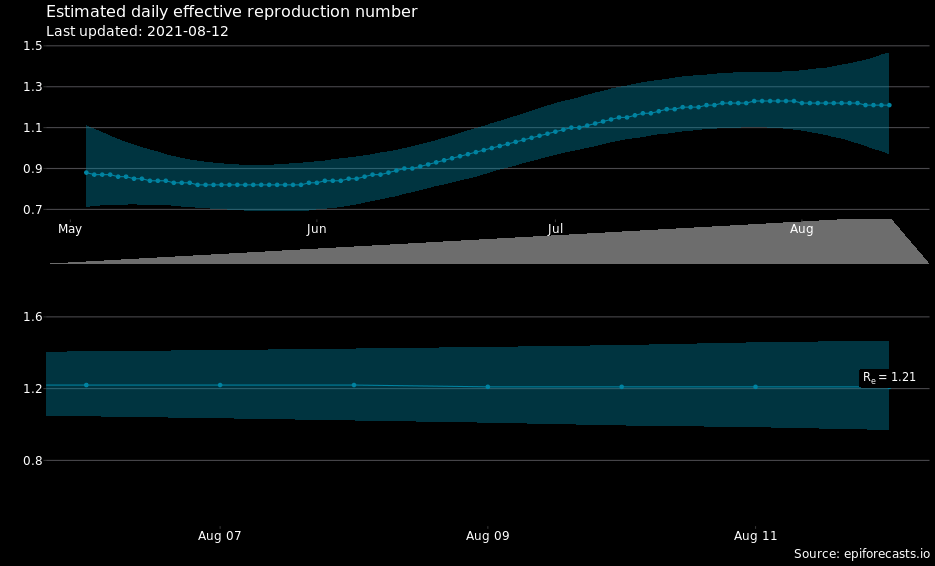 Estimated daily effective reproduction number
Last updated: 2021-08-12
1.5
1.3
1.1
0.9
0.7
May Jun Jul Aug
1.6
1.2
0.8
Re = 1.21
Aug 07 Aug 09 Aug 11
Source: epiforecasts.io